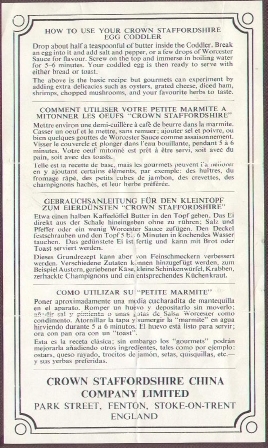 HOW TO USE YOUR CROWN STAFFORDSHIRE
EGG CODDLER
Drop about half a teaspoonful of butter inside the Coddler. Break
an egg into it and add salt and pepper, or a few drops of Worcester
Sauce for flavour. Screw on the top and immerse in boiling water
for 5-6 minutes. Your coddled egg is then ready to serve with
either bread or toast.
The above is the basic recipe but gourmets can experiment by
adding extra delicacies such as oysters, grated cheese, diced ham,
shrimps, chopped mushrooms, and your favourite herbs to taste.
COMMENT UTILISER VOTRE PETITE MARMITE A
MITONNER LES OEUFS "CROWN STAFFORDSHIRE"
Mettre environ une demi-cuillère à café de beurre dans la marmite.
Casser un oeuf et le mettre, sans remuer; ajouter sel et poivre, ou
bien quelques gouttes de Worcester Sauce comme assaisonnement.
Visser le couvercle et plonger dans l'eau bouillante, pendant 5 à 6
minutes. Votre oeuf mitonné est prêt à être servi, soit avec du
pain, soit avec des toasts.
Telle est la recette de base, mais les gourmets peuvent
en y ajoutant certains éléments, par exemple: des huîtres, du
fromage râpé, des petits cubes de jambon, des crevettes, des
champignons hachés, et leur herbe préférée.
GEBRAUCHSANLEITUNG FÜR DEN KLEINTOPF
ZUM EIERDÜNSTEN "CROWN STAFFORDSHIRE"
Etwa einen halben Kaffeelöffel Butter in den Topf geben. Das Ei
direkt aus der Schale hineingeben ohne zu rühren; Salz und
Pfeffer oder ein wenig Worcester Sauce zufügen. Den Deckel
festschrauben und den Topf 5 bis 6 Minuten in kochendes Wasser
tauchen. Das gedünstete Ei ist fertig und kann mit Brot oder
Toast serviert werden.
Dieses Grundrezept kann aber von Feinschmeckern verbessert
werden. Verschiedene Zutaten können hinzugefügt werden, zum
Beispiel Austern, geriebener Käse, kleine Schinkenwürfel, Krabben,
gehackte Champignons und ein entsprechendes Küchenkraut.
COMO UTILIZAR SU "PETITE MARMITE"
Poner aproximadamente una media cucharadita de mantequilla
en el aparato. Romper un huevo y depositarlo sin moverlo;
añadir sal y pimienta o unas gotas de Salsa Worcester como
condimento. Atornillar la tapa y sumergir la "marmite" en agua
hirviendo durante 5 a 6 minutos. El huevo está listo para servir;
ora con pan ora con un "toast".
Esta es la receta clásica; sin embargo los "gourmets" podrán
mejorarla añadiendo otros ingredientes, tales como por ejemplo:
ostras, queso rayado, trocitos de jamón, setas, quisquillas, etc.—
y sus yerbas preferidas.
CROWN STAFFORDSHIRE CHINA
COMPANY LIMITED
PARK STREET, FENTON, STOKE-ON-TRENT
ENGLAND